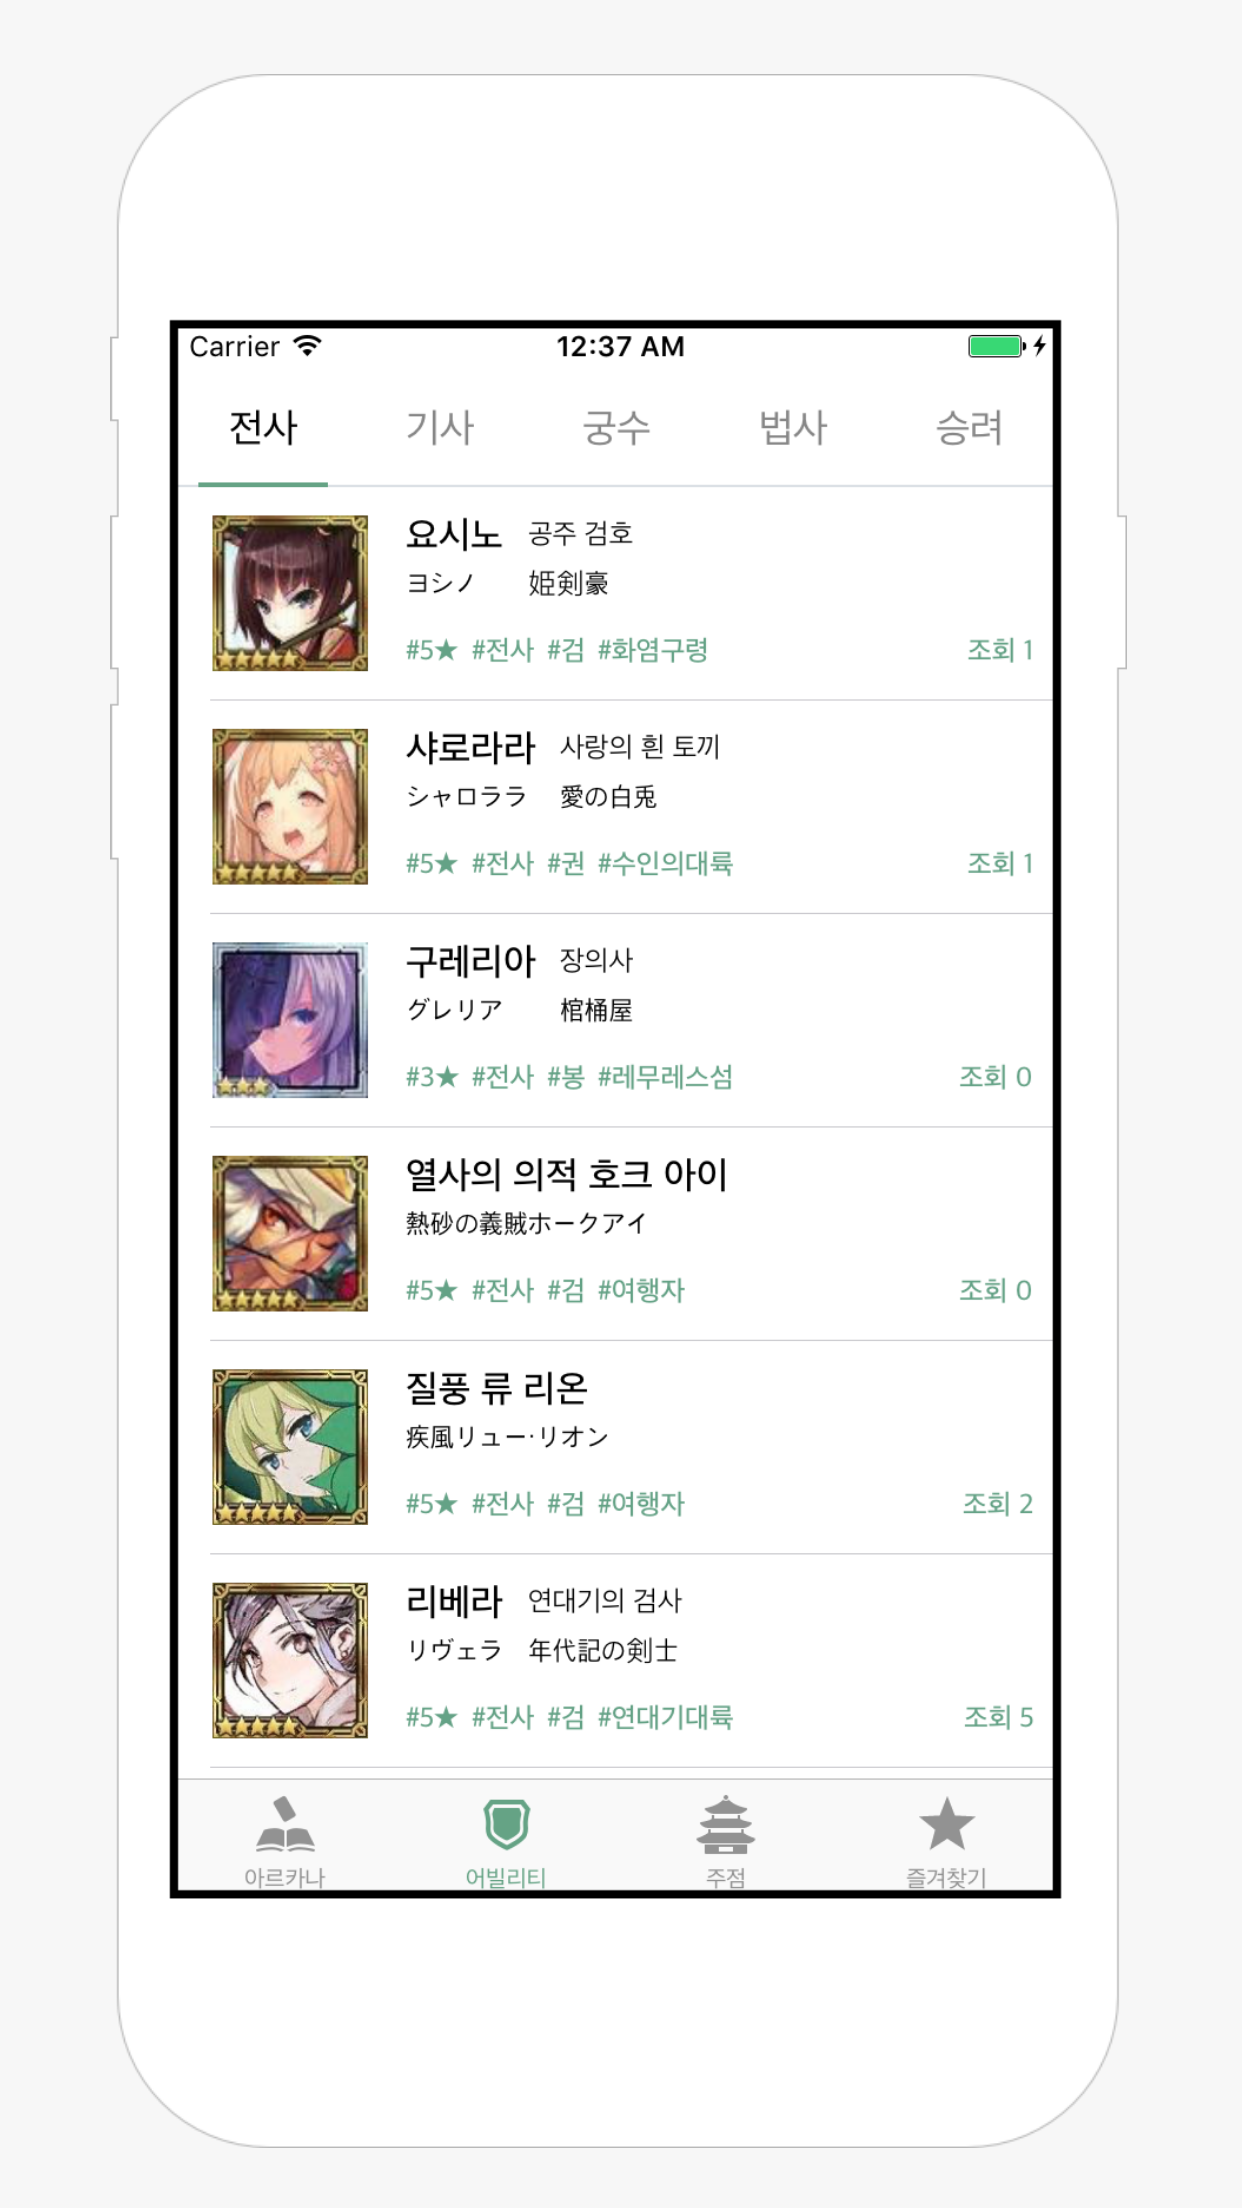 Carrier 12:37 AM
전사 기사 궁수 법사 승려
요시노 공주 검호
ヨシノ 姫剣豪
#5★ #전사 #검 #화염구령 조회 1
샤로라라 사랑의 흰 토끼
シャロララ 愛の白兎
#5★ #전사 #권 #수인의대륙 조회 1
구레리아 장의사
グレリア 棺桶屋
#3★ #전사 #봉 #레무레스섬 조회 0
열사의 의적 호크 아이
熱砂の義賊ホークアイ
#5★ #전사 #검 #여행자 조회 0
질풍 류 리온
疾風リュー·リオン
#5★ #전사 #검 #여행자 조회 2
리베라 연대기의 검사
リヴェラ 年代記の剣士
#5★ #전사 #검 #연대기대륙 조회 5
아르카나 어빌리티 주점 즐겨찾기